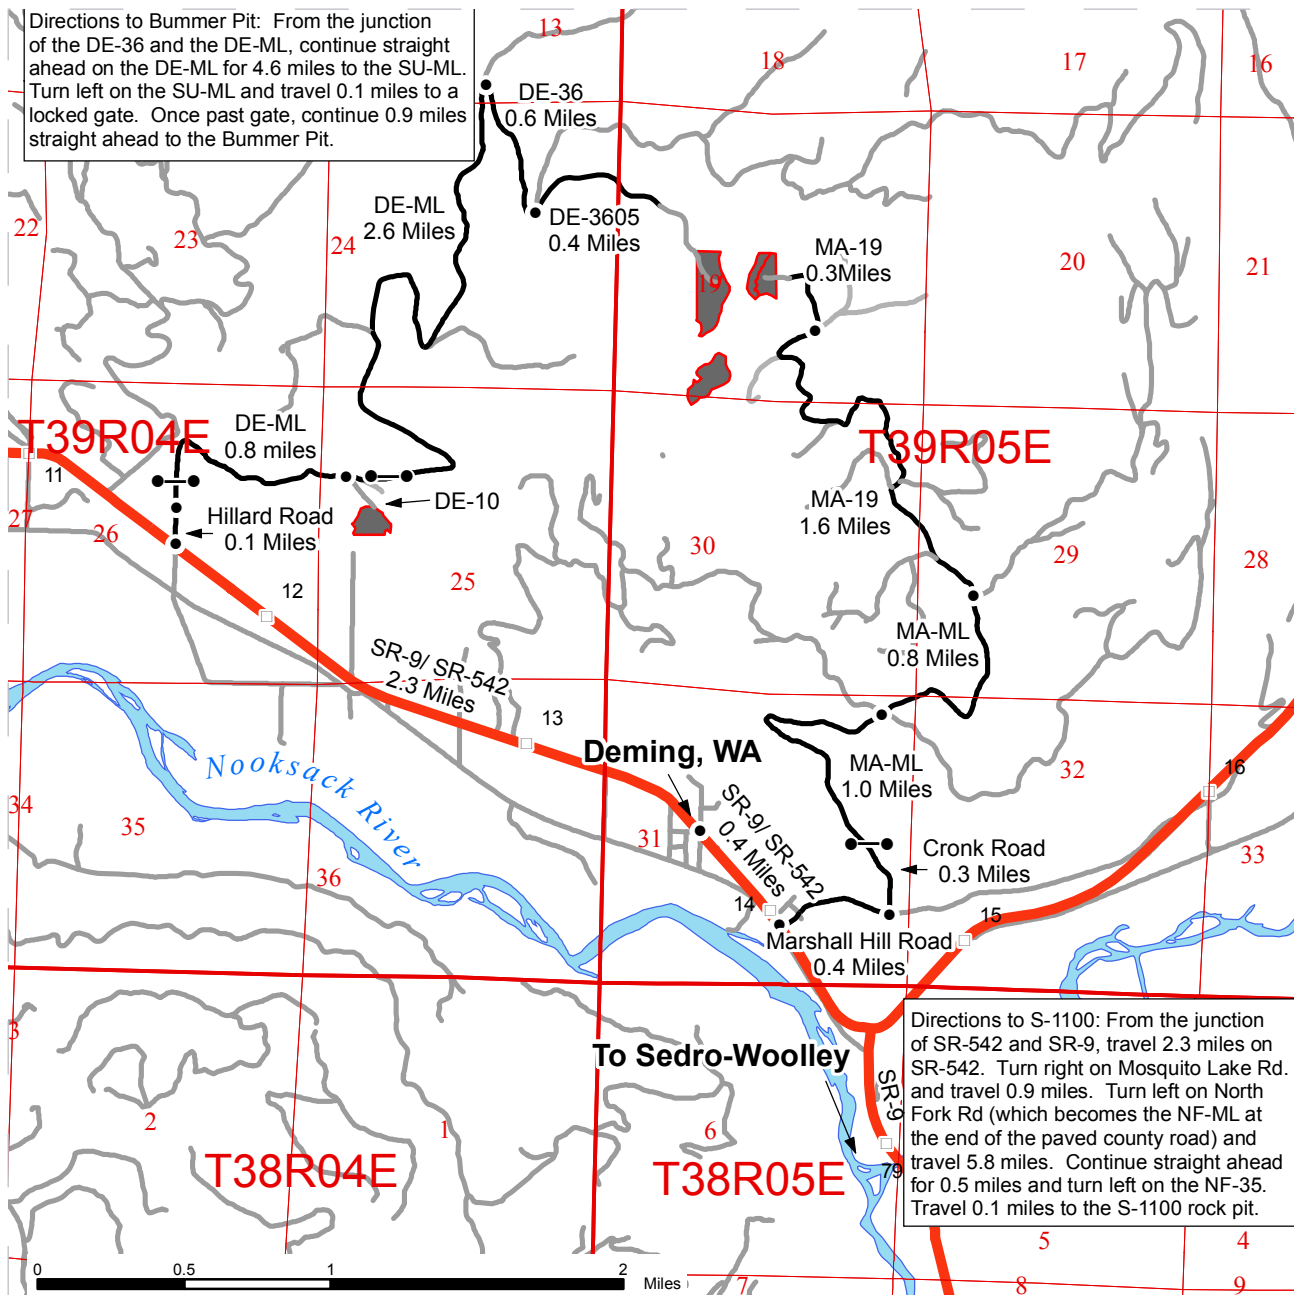 Directions to Bummer Pit:  From the junction
of the DE-36 and the DE-ML, continue straight
ahead on the DE-ML for 4.6 miles to the SU-ML.
Turn left on the SU-ML and travel 0.1 miles to a
locked gate.  Once past gate, continue 0.9 miles
straight ahead to the Bummer Pit.
13
18
17
16
DE-36
0.6 Miles
DE-ML
2.6 Miles
DE-3605
0.4 Miles
MA-19
0.3Miles
22
23
24
19
20
21
T39R04E
DE-ML
0.8 miles
T39R05E
11
DE-10
Hillard Road
0.1 Miles
MA-19
1.6 Miles
27
26
25
30
29
28
12
MA-ML
0.8 Miles
SR-9/ SR-542
2.3 Miles
13
Deming, WA
Nooksack River
MA-ML
1.0 Miles
32
16
34
35
36
31
SR-9/ SR-542
0.4 Miles
Cronk Road
0.3 Miles
33
14
15
Marshall Hill Road
0.4 Miles
3
2
1
6
To Sedro-Woolley
SR-9
79
T38R04E
T38R05E
Directions to S-1100: From the junction
of SR-542 and SR-9, travel 2.3 miles on
SR-542.  Turn right on Mosquito Lake Rd.
and travel 0.9 miles.  Turn left on North
Fork Rd (which becomes the NF-ML at
the end of the paved county road) and
travel 5.8 miles.  Continue straight ahead
for 0.5 miles and turn left on the NF-35.
Travel 0.1 miles to the S-1100 rock pit.
5
4
7
8
9
0 0.5 1 2 Miles